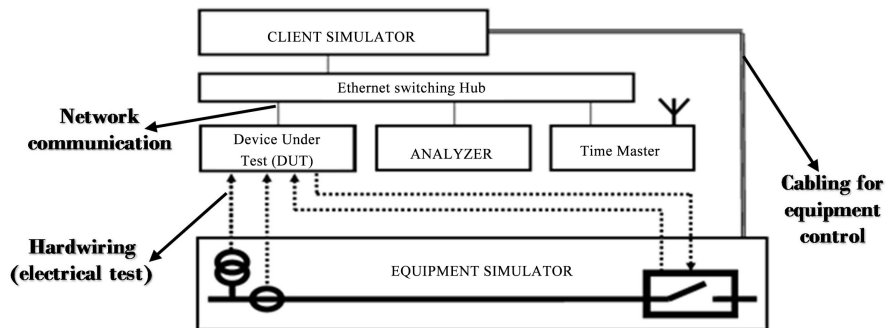 CLIENT SIMULATOR
Ethernet switching Hub
Network
communication
Device Under
Test (DUT)
ANALYZER
Time Master
Cabling for
equipment
control
Hardwiring
(electrical test)
EQUIPMENT SIMULATOR